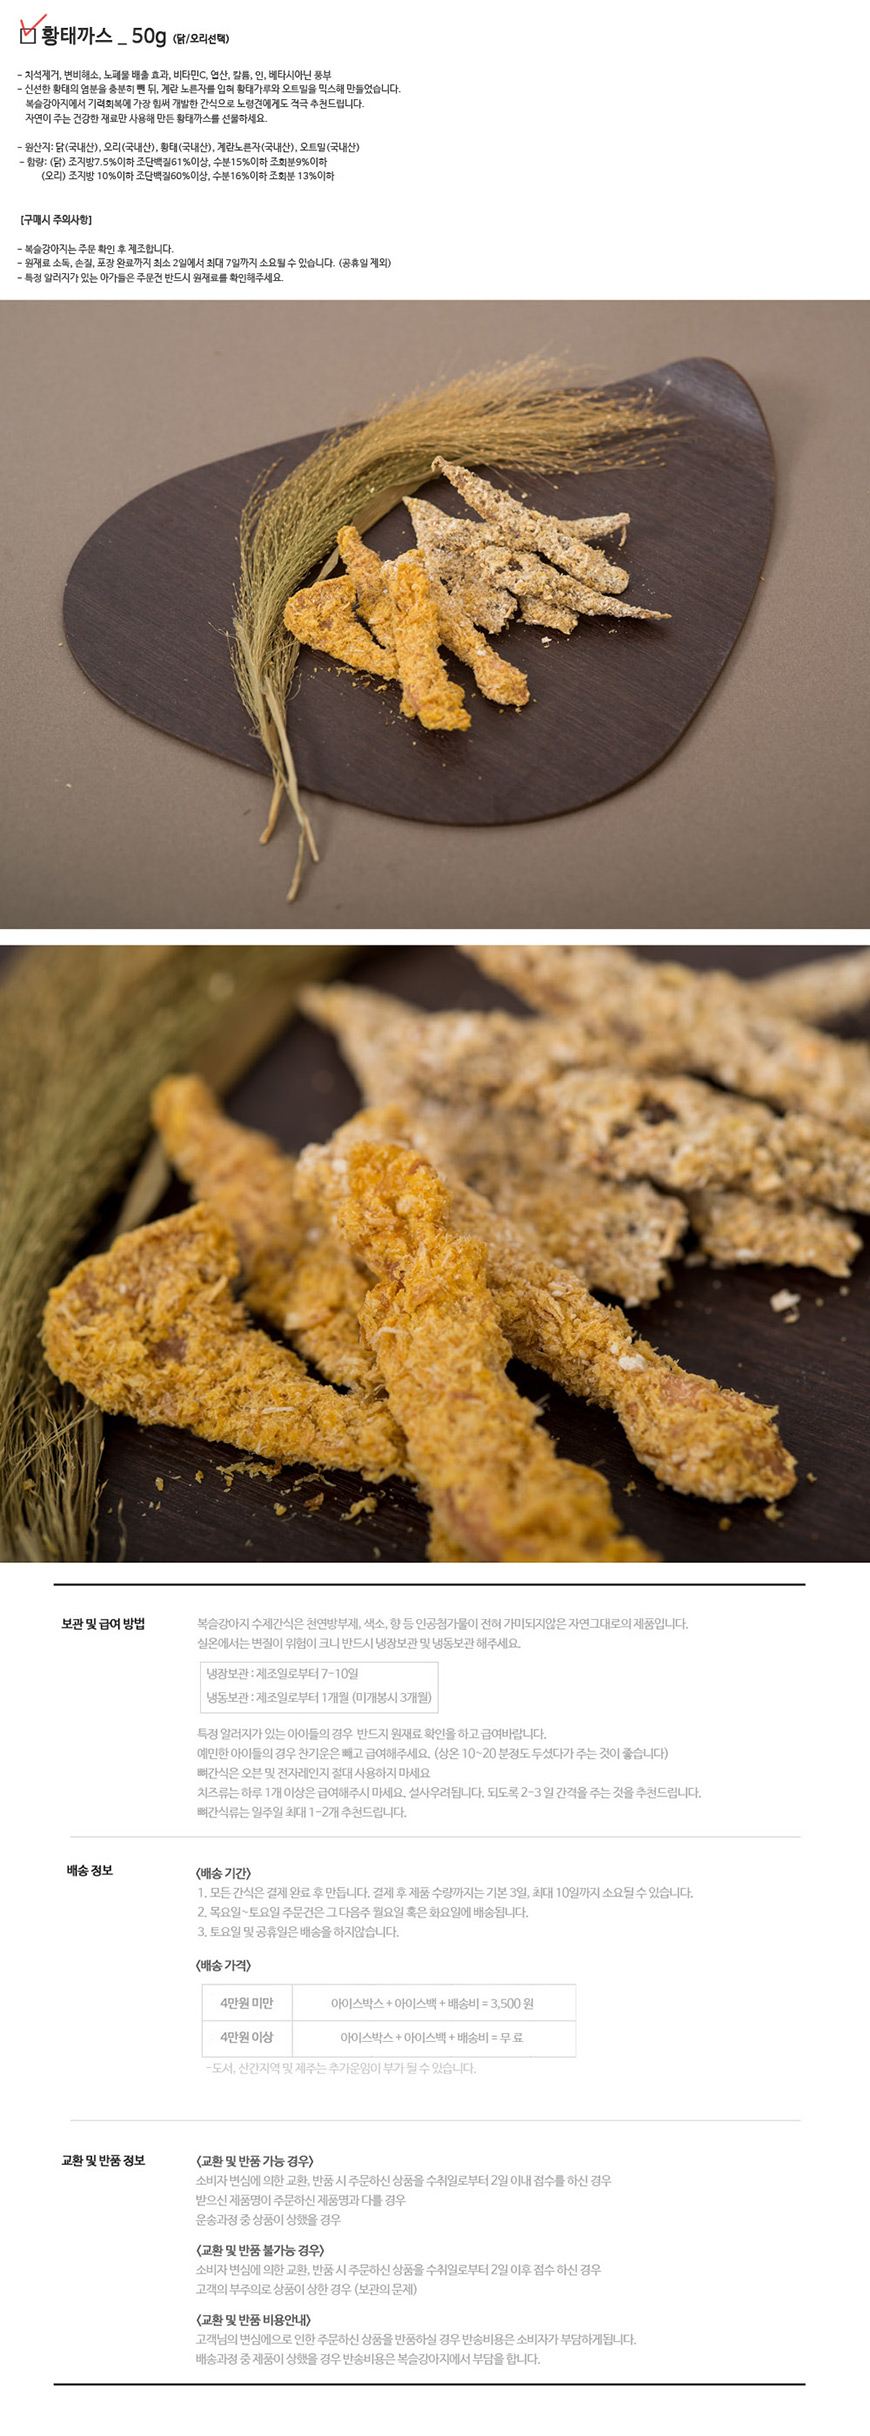 황태까스 _ 50g (닭/오리선택)
- 치석제거, 변비해소, 노폐물 배출 효과, 비타민C, 엽산, 칼륨, 인, 베타시아닌 풍부
- 신선한 황태의 염분을 충분히 뺀 뒤, 계란 노른자를 입혀 황태가루와 오트밀을 믹스해 만들었습니다.
복슬강아지에서 기력회복에 가장 힘써 개발한 간식으로 노령견에게도 적극 추천드립니다.
자연이 주는 건강한 재료만 사용해 만든 황태까스를 선물하세요.
- 원산지: 닭(국내산), 오리(국내산), 황태(국내산), 계란노른자(국내산), 오트밀(국내산)
- 함량: (닭) 조지방7.5%이하 조단백질61%이상, 수분15%이하 조회분9%이하
(오리) 조지방 10%이하 조단백질60%이상, 수분16%이하 조회분 13%이하
[구매시 주의사항]
- 복슬강아지는 주문 확인 후 제조합니다.
- 원재료 소독, 손질, 포장 완료까지 최소 2일에서 최대 7일까지 소요될 수 있습니다. (공휴일 제외)
- 특정 알러지가 있는 아가들은 주문전 반드시 원재료를 확인해주세요.
보관 및 급여 방법
복슬강아지 수제간식은 천연방부제, 색소, 향 등 인공첨가물이 전혀 가미되지않은 자연그대로의 제품입니다.
실온에서는 변질이 위험이 크니 반드시 냉장보관 및 냉동보관 해주세요.
냉장보관 : 제조일로부터 7-10일
냉동보관 : 제조일로부터 1개월 (미개봉시 3개월)
특정 알러지가 있는 아이들의 경우 반드지 원재료 확인을 하고 급여바랍니다.
예민한 아이들의 경우 찬기운은 빼고 급여해주세요. (상온 10~20 분정도 두셨다가 주는 것이 좋습니다)
뼈간식은 오븐 및 전자레인지 절대 사용하지 마세요
치즈류는 하루 1개 이상은 급여해주시 마세요. 설사우려됩니다. 되도록 2-3 일 간격을 주는 것을 추천드립니다.
뼈간식류는 일주일 최대 1-2개 추천드립니다.
배송 정보
<배송 기간>
1. 모든 간식은 결제 완료 후 만듭니다. 결제 후 제품 수량까지는 기본 3일, 최대 10일까지 소요될 수 있습니다.
2. 목요일~토요일 주문건은 그 다음주 월요일 혹은 화요일에 배송됩니다.
3. 토요일 및 공휴일은 배송을 하지않습니다.
<배송 가격>
4만원 미만 아이스박스 + 아이스백 + 배송비 = 3,500 원
4만원 이상 아이스박스 + 아이스백 + 배송비 = 무료
-도서, 산간지역 및 제주는 추가운임이 부가 될 수 있습니다.
교환 및 반품 정보
<교환 및 반품 가능 경우>
소비자 변심에 의한 교환, 반품 시 주문하신 상품을 수취일로부터 2일 이내 접수를 하신 경우
받으신 제품명이 주문하신 제품명과 다를 경우
운송과정 중 상품이 상했을 경우
<교환 및 반품 불가능 경우>
소비자 변심에 의한 교환, 반품 시 주문하신 상품을 수취일로부터 2일 이후 접수 하신 경우
고객의 부주의로 상품이 상한 경우 (보관의 문제)
<교환 및 반품 비용안내>
고객님의 변심에으로 인한 주문하신 상품을 반품하실 경우 반송비용은 소비자가 부담하게됩니다.
배송과정 중 제품이 상했을 경우 반송비용은 복슬강아지에서 부담을 합니다.